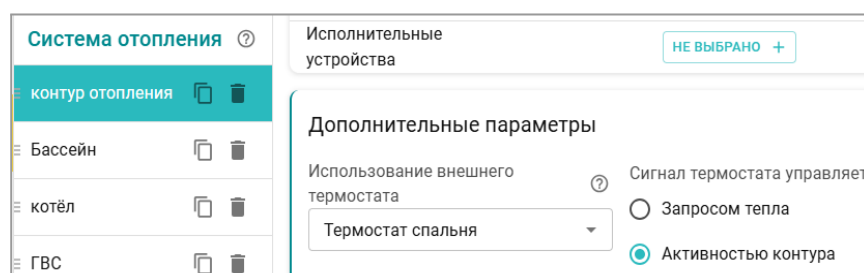 Система отопления
контур отопления
Бассейн
котёл
ГВС
Исполнительные
устройства
НЕ ВЫБРАНО +
Дополнительные параметры
Использование внешнего
термостата
Термостат спальня
Сигнал термостата управляет
Запросом тепла
Активностью контура